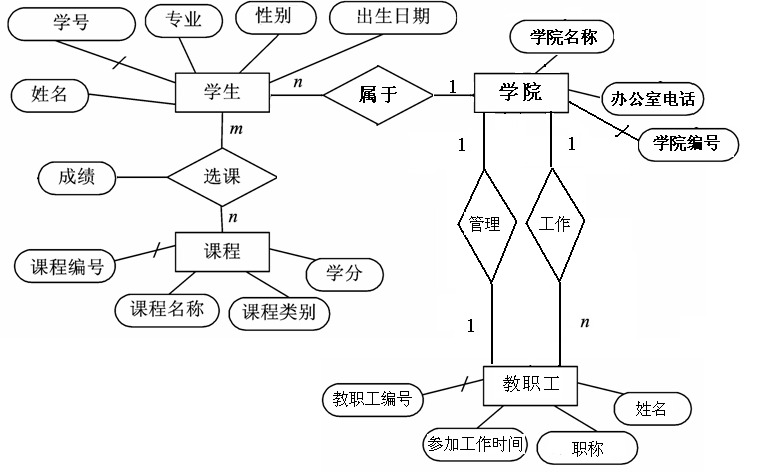 学号
专业
性别
出生日期
学院名称
姓名
学生
n
属于
1
学院
办公室电话
学院编号
m
1
1
成绩
选课
管理
工作
n
课程编号
课程
学分
课程名称
课程类别
1
n
教职工编号
教职工
姓名
参加工作时间
职称